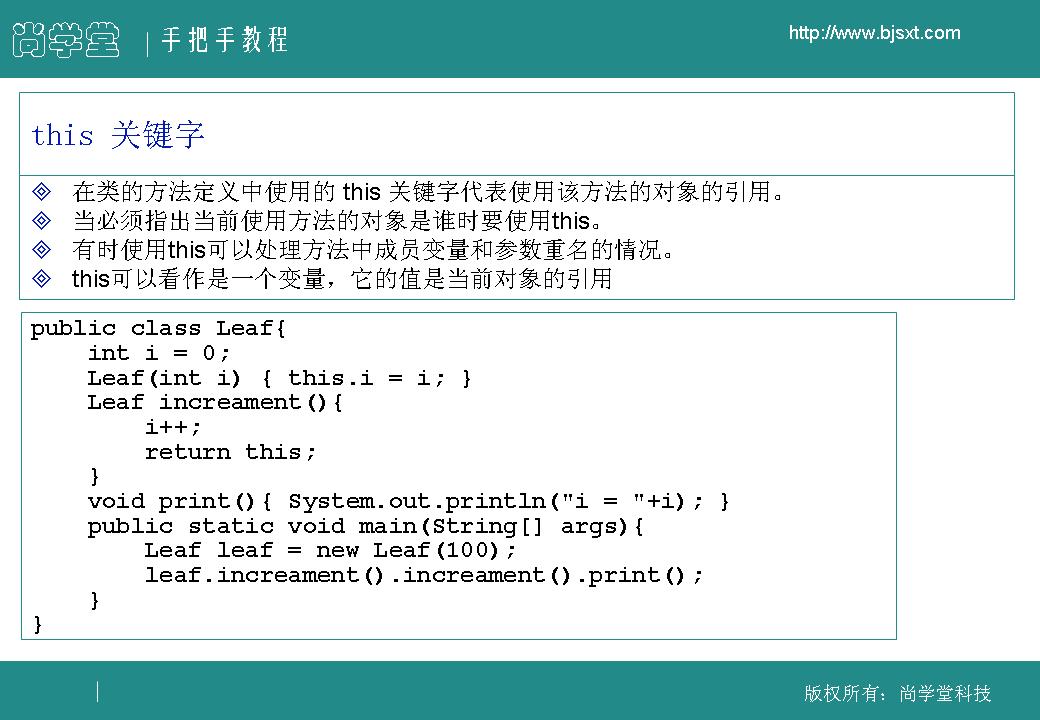 尚学堂 | 手把手教程
http://www.bjsxt.com
this 关键字
在类的方法定义中使用的 this 关键字代表使用该方法的对象的引用。
当必须指出当前使用方法的对象是谁时要使用this。
有时使用this可以处理方法中成员变量和参数重名的情况。
this可以看作是一个变量，它的值是当前对象的引用
public class Leaf{
    int i = 0;
    Leaf(int i) { this.i = i; }
    Leaf increament(){
        i++;
        return this;
    }
    void print(){ System.out.println("i = "+i); }
    public static void main(String[] args){
        Leaf leaf = new Leaf(100);
        leaf.increament().increament().print();
    }
}
版权所有：尚学堂科技